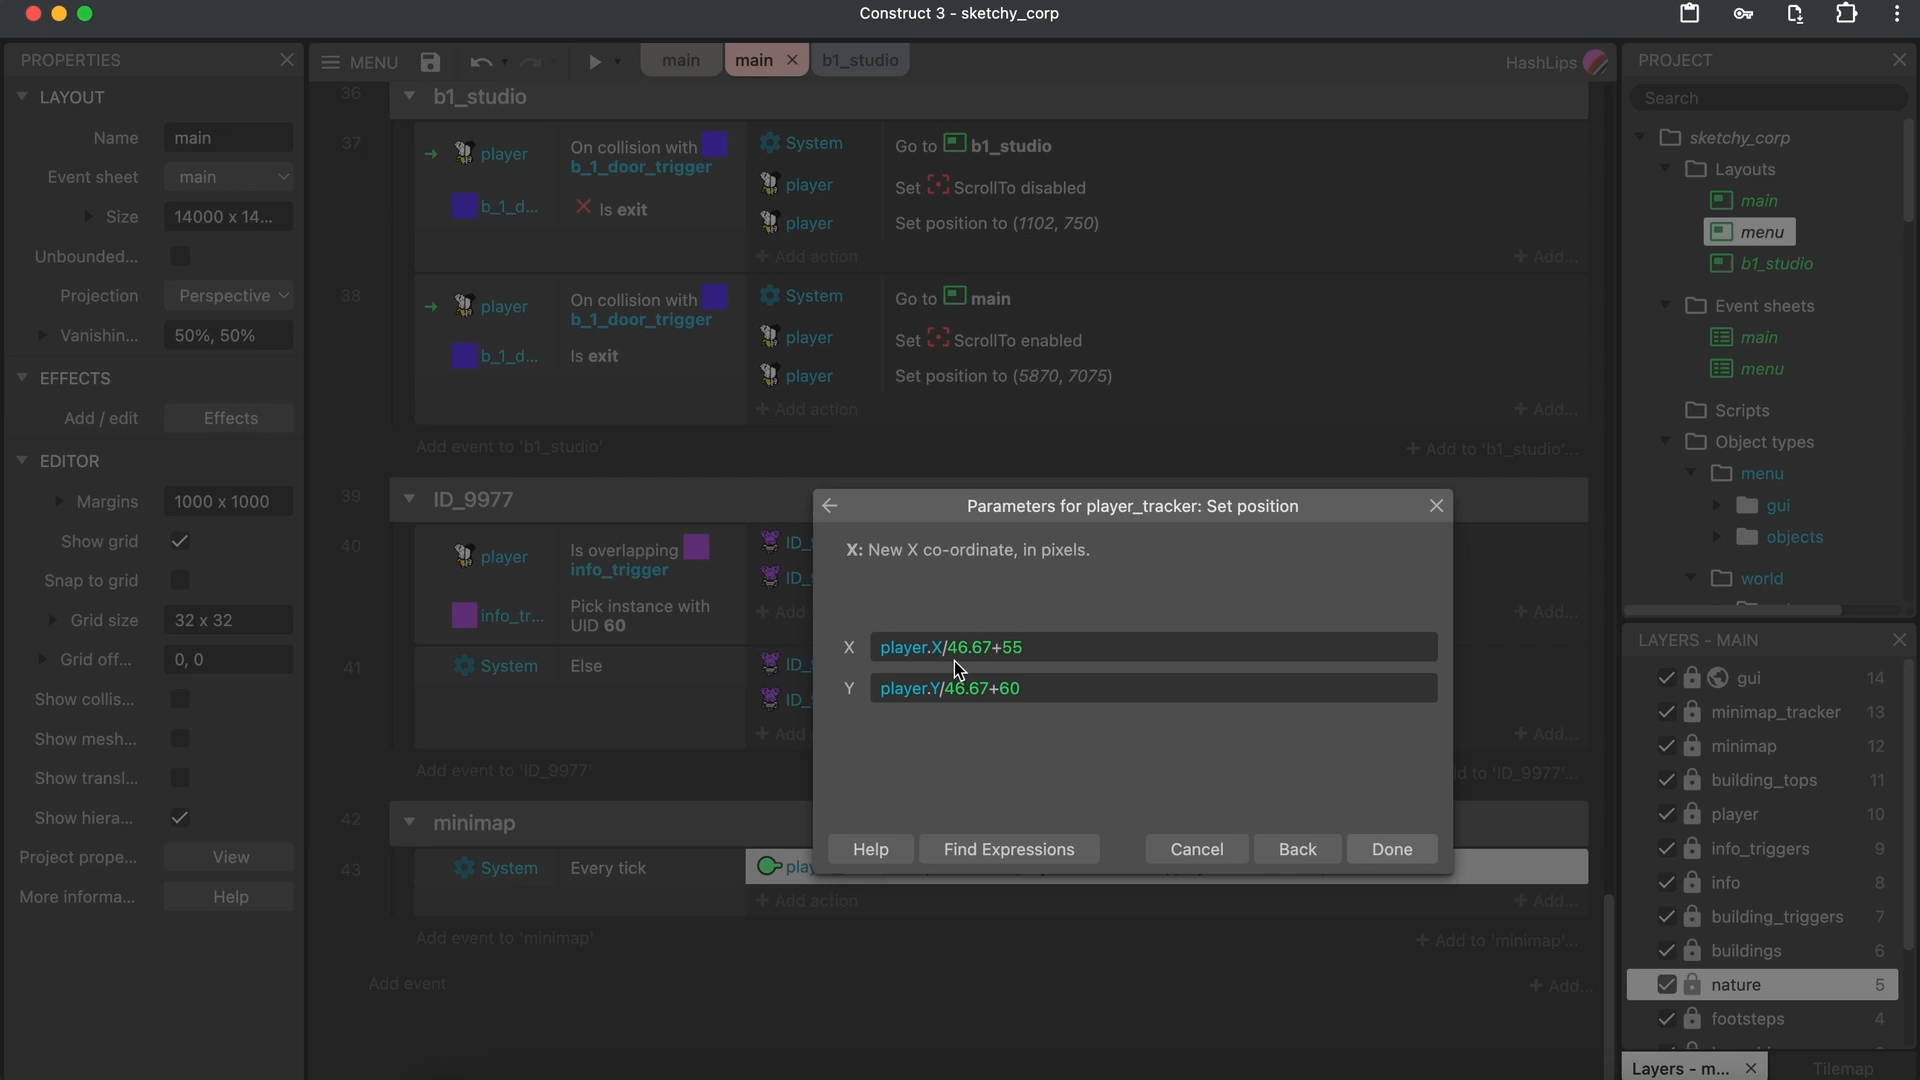 Construct 3 - sketchy_corp
PROPERTIES
LAYOUT
Name main
Event sheet main
Size 14000 x 14...
Unbounded...
Projection Perspective
Vanishin... 50%, 50%
EFFECTS
Add / edit Effects
EDITOR
Margins 1000 x 1000
Show grid
Snap to grid
Grid size 32 x 32
Grid off... 0, 0
Show collis...
Show mesh...
Show transl...
Show hiera...
Project prope... View
More informa... Help
MENU
main
main
b1_studio
HashLips
36 b1_studio
37 player On collision with b_1_door_trigger
b_1_d... Is exit
System Go to b1_studio
player Set ScrollTo disabled
player Set position to (1102, 750)
+ Add action + Add...
38 player On collision with b_1_door_trigger
b_1_d... Is exit
System Go to main
player Set ScrollTo enabled
player Set position to (5870, 7075)
+ Add action + Add...
Add event to 'b1_studio' + Add to 'b1_studio'...
39 ID_9977
40 player Is overlapping info_trigger
info_tr... Pick instance with UID 60
+ Add...
41 System Else
+ Add...
Add event to 'ID_9977'
42 minimap
43 System Every tick
+ Add action + Add...
Add event to 'minimap' + Add to 'minimap'...
Add event + Add...
Parameters for player_tracker: Set position
X: New X co-ordinate, in pixels.
X player.X/46.67+55
Y player.Y/46.67+60
Help Find Expressions Cancel Back Done
PROJECT
Search
sketchy_corp
Layouts
main
menu
b1_studio
Event sheets
main
menu
Scripts
Object types
menu
gui
objects
world
LAYERS - MAIN
gui 14
minimap_tracker 13
minimap 12
building_tops 11
player 10
info_triggers 9
info 8
building_triggers 7
buildings 6
nature 5
footsteps 4
Layers - m... Tilemap